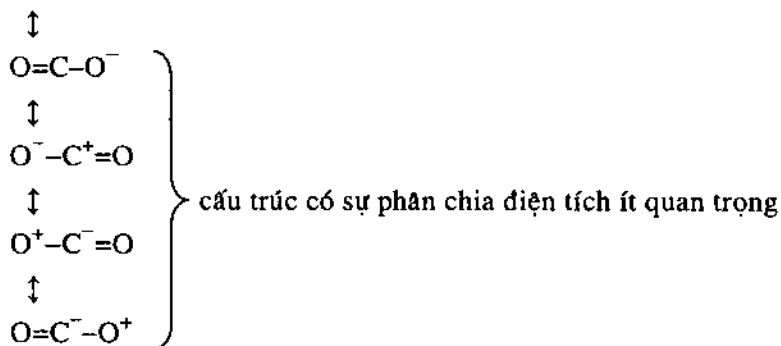 ↕
O=C–O⁻
↕
O⁻–C⁺=O
↕
cấu trúc có sự phân chia điện tích ít quan trọng
O⁺–C⁻=O
↕
O=C⁻–O⁺